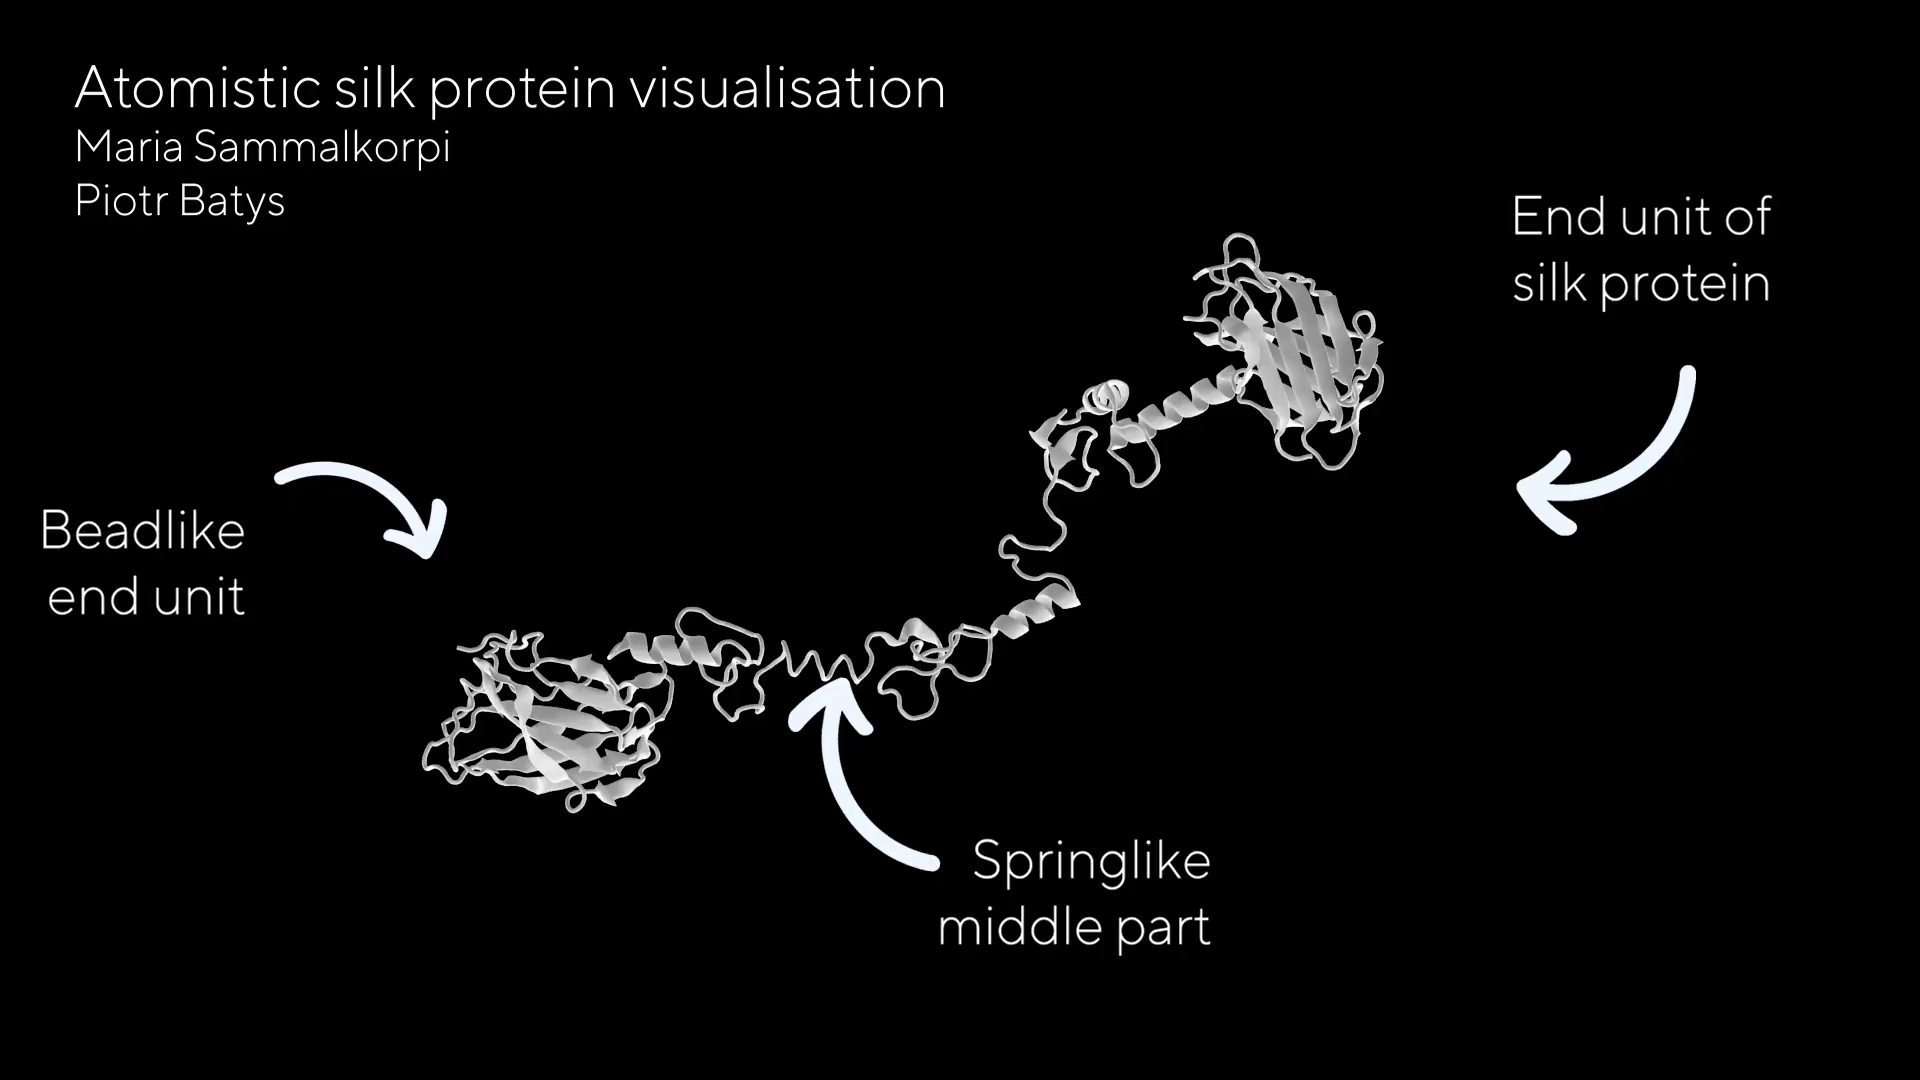 Atomistic silk protein visualisation
Maria Sammalkorpi
Piotr Batys
End unit of
silk protein
Beadlike
end unit
Springlike
middle part